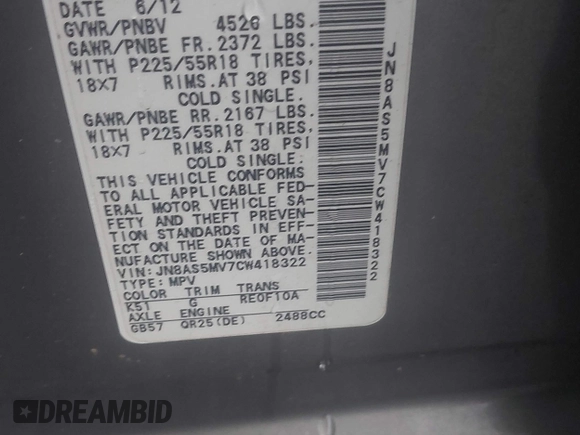 DATE 6/12
GVWR/PNBV 4526 LBS.
GAWR/PNBE FR. 2372 LBS.
WITH P225/55R18 TIRES,
18X7 RIMS. AT 38 PSI
COLD SINGLE.
GAWR/PNBE RR. 2167 LBS.
WITH P225/55R18 TIRES,
18X7 RIMS. AT 38 PSI
COLD SINGLE.
THIS VEHICLE CONFORMS
TO ALL APPLICABLE FED-
ERAL MOTOR VEHICLE SA-
FETY AND THEFT PREVEN-
TION STANDARDS IN EFF-
ECT ON THE DATE OF MA-
NUFACTURE SHOWN ABOVE.
VIN: JN8AS5MV7CW418322
TYPE: MPV
COLOR TRIM TRANS
K51 G RE0F10A
AXLE ENGINE
GB57 QR25(DE) 2488CC
JN8AS5MV7CW418322
DREAMBID